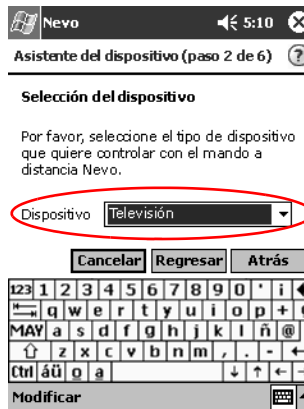 Nevo 5:10
Asistente del dispositivo (paso 2 de 6) ?
Selección del dispositivo
Por favor, seleccione el tipo de dispositivo
que quiere controlar con el mando a
distancia Nevo.
Dispositivo Televisión
Cancelar Regresar Atrás
123 1 2 3 4 5 6 7 8 9 0 ' ¡
q w e r t y u i o p +
MAY a s d f g h j k l ñ @
z x c v b n m , . -
Ctrl áü º ª
Modificar